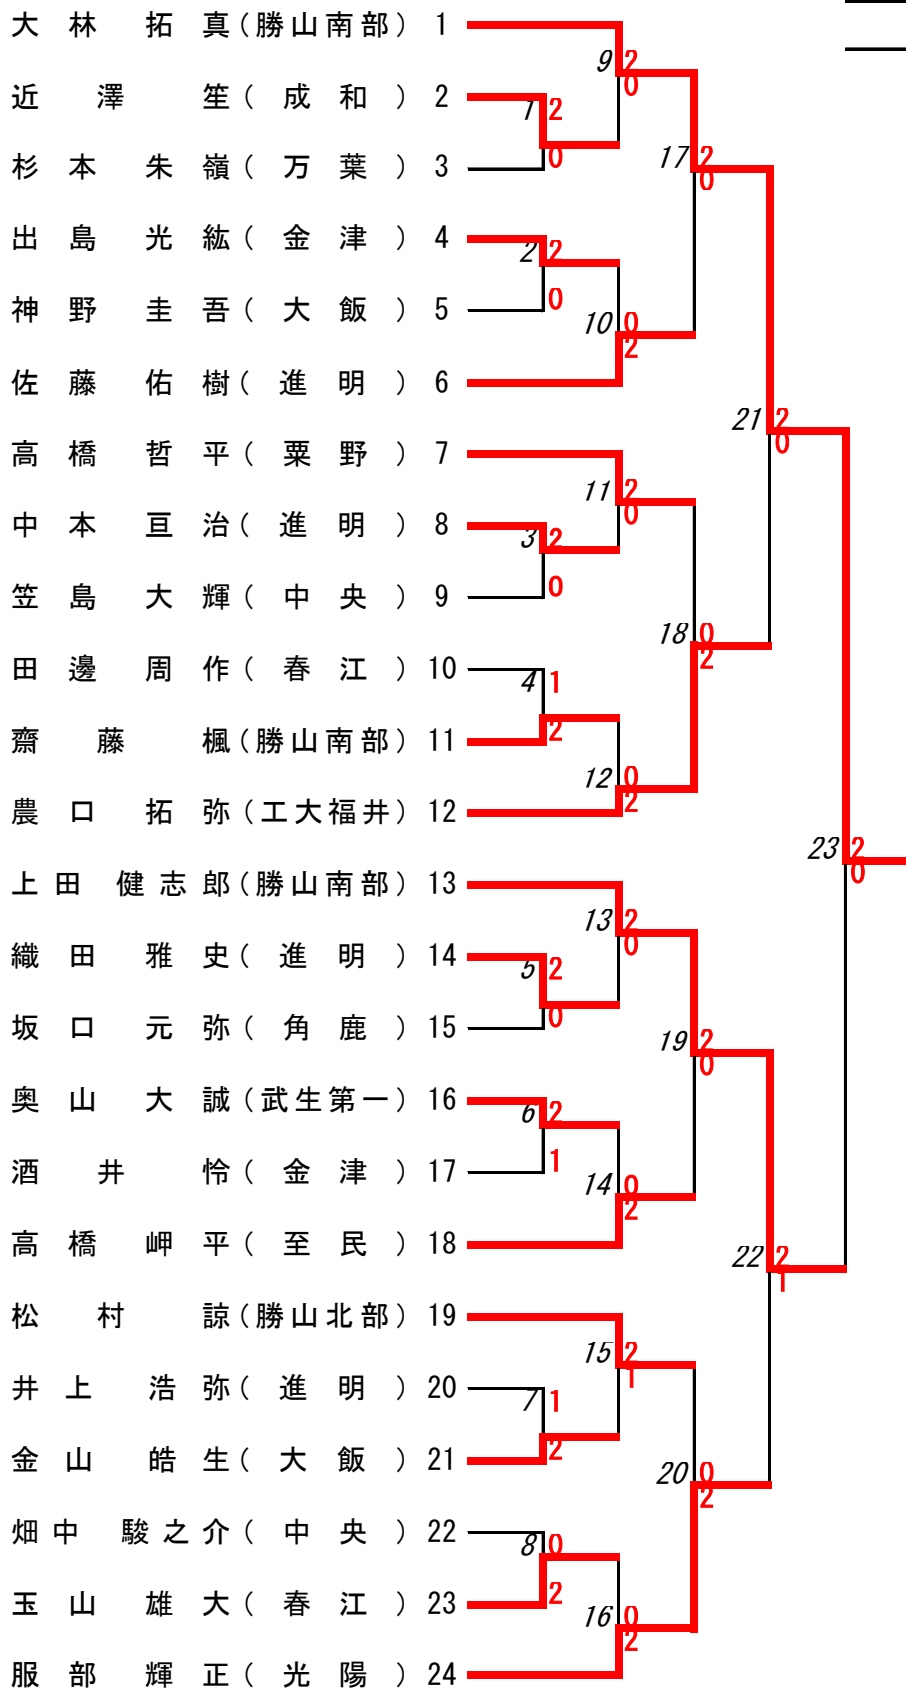 大林 拓真(勝山南部) 1
9 2
0
近澤 笙(成和) 2
1 2
0
杉本 朱嶺(万葉) 3
17 2
0
出島 光紘(金津) 4
2 2
0
神野 圭吾(大飯) 5
10 0
2
佐藤 佑樹(進明) 6
21 2
0
高橋 哲平(粟野) 7
11 2
0
中本 亘治(進明) 8
3 2
0
笠島 大輝(中央) 9
18 0
2
田邊 周作(春江) 10
4 1
2
齋藤 楓(勝山南部) 11
12 0
2
農口 拓弥(工大福井) 12
23 2
0
上田 健志郎(勝山南部) 13
13 2
0
織田 雅史(進明) 14
5 2
0
坂口 元弥(角鹿) 15
19 2
0
奥山 大誠(武生第一) 16
6 2
1
酒井 怜(金津) 17
14 0
2
高橋 岬平(至民) 18
22 2
1
松村 諒(勝山北部) 19
15 2
1
井上 浩弥(進明) 20
7 1
2
金山 皓生(大飯) 21
20 0
2
畑中 駿之介(中央) 22
8 0
2
玉山 雄大(春江) 23
16 0
2
服部 輝正(光陽) 24